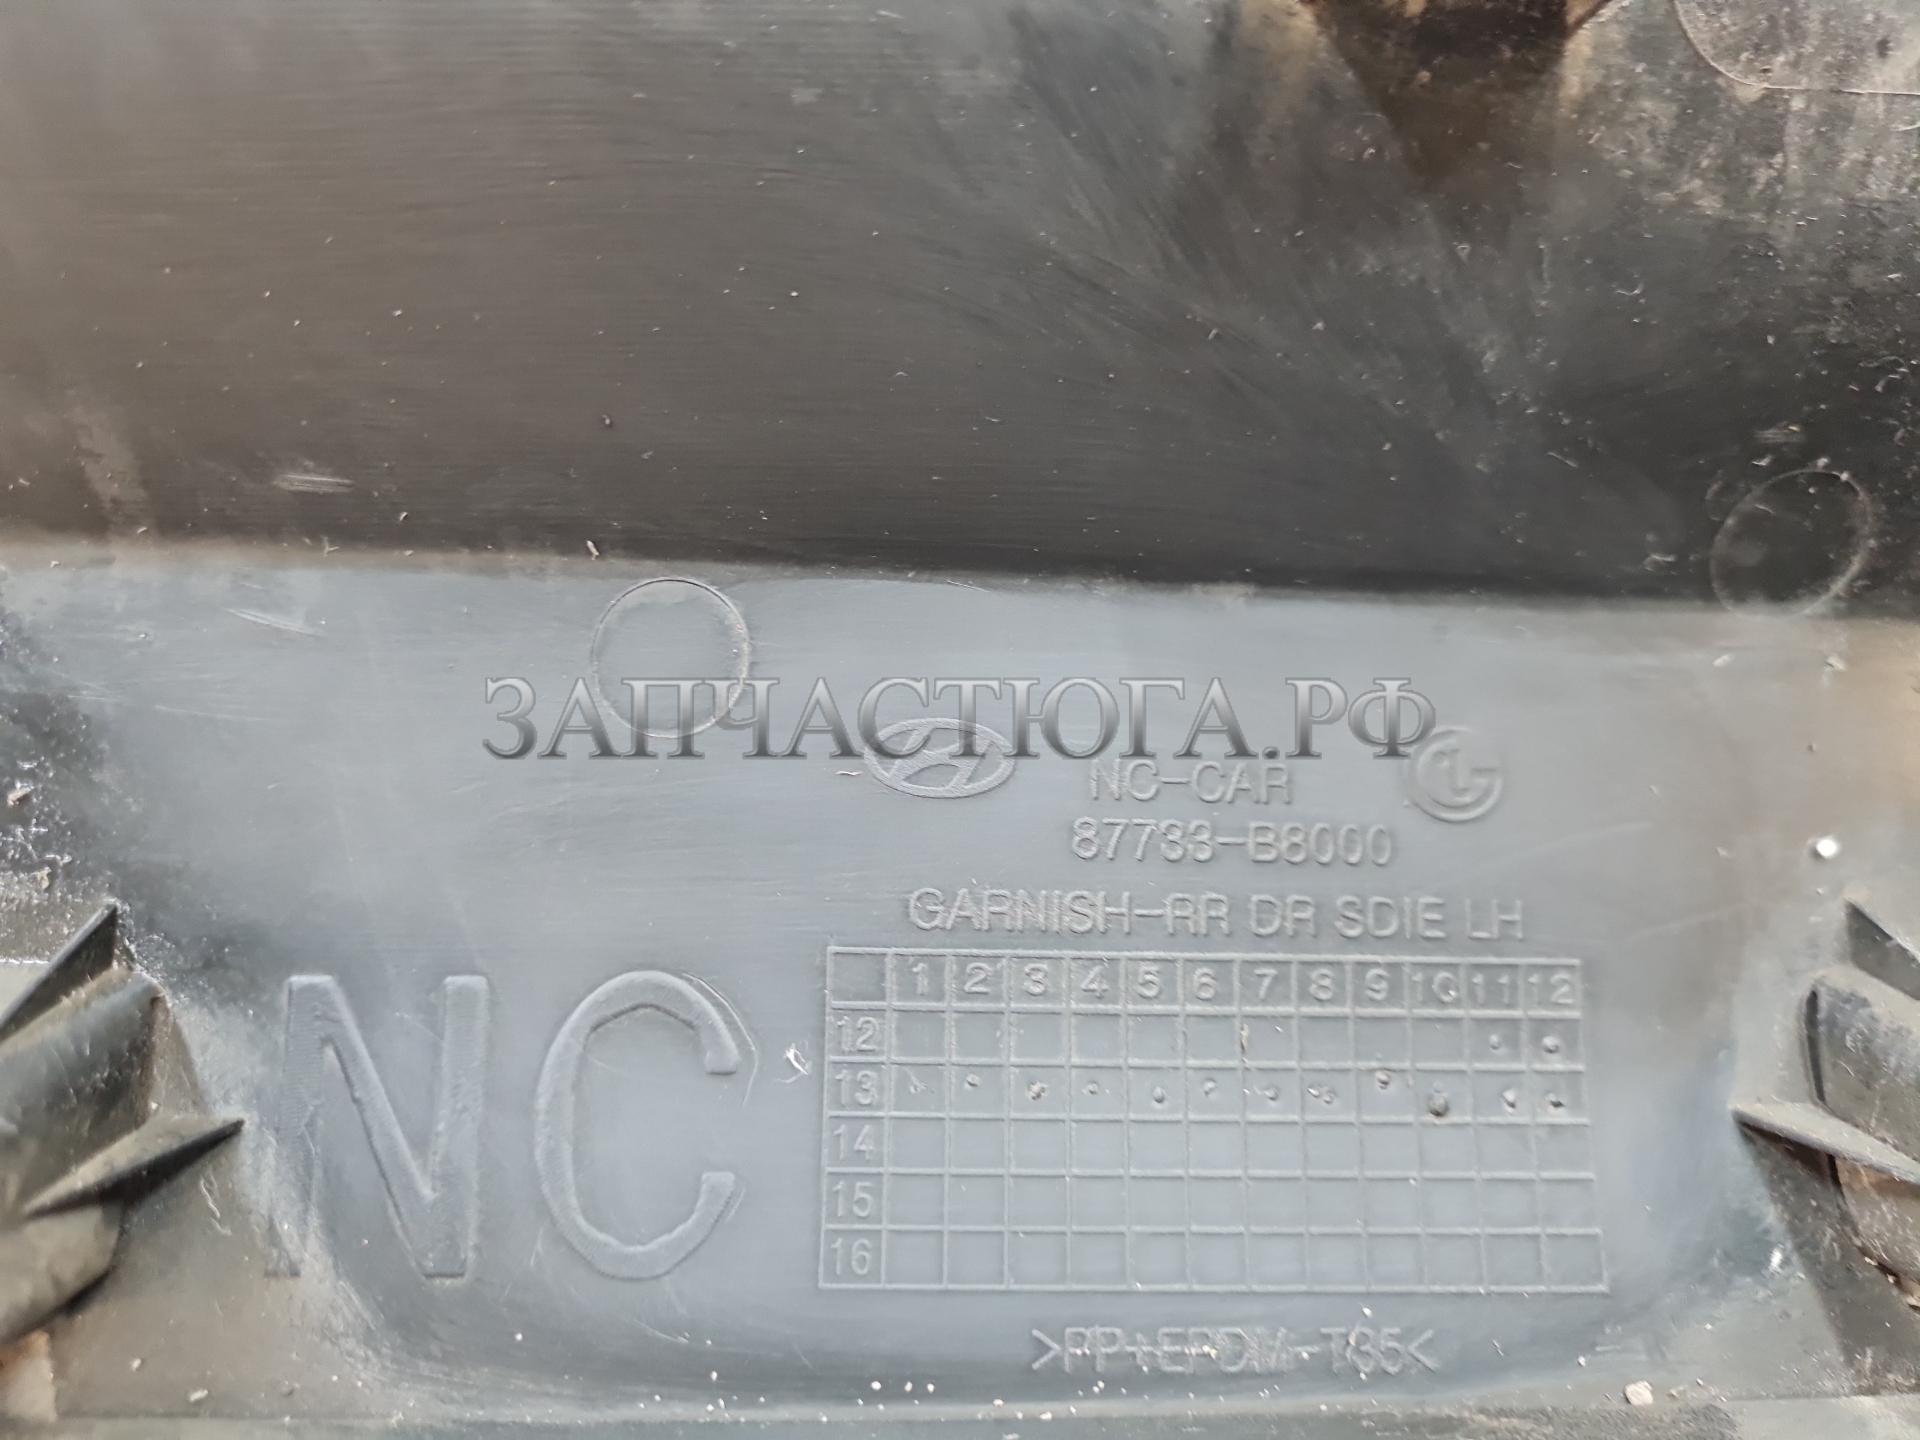 ЗАПЧАСТЮГА.РФ
NC-CAR
87733-B8000
GARNISH-RR DR SDIE LH
NC
1 2 3 4 5 6 7 8 9 10 11 12
12
13
14
15
16
>PP+EPDM-T35<